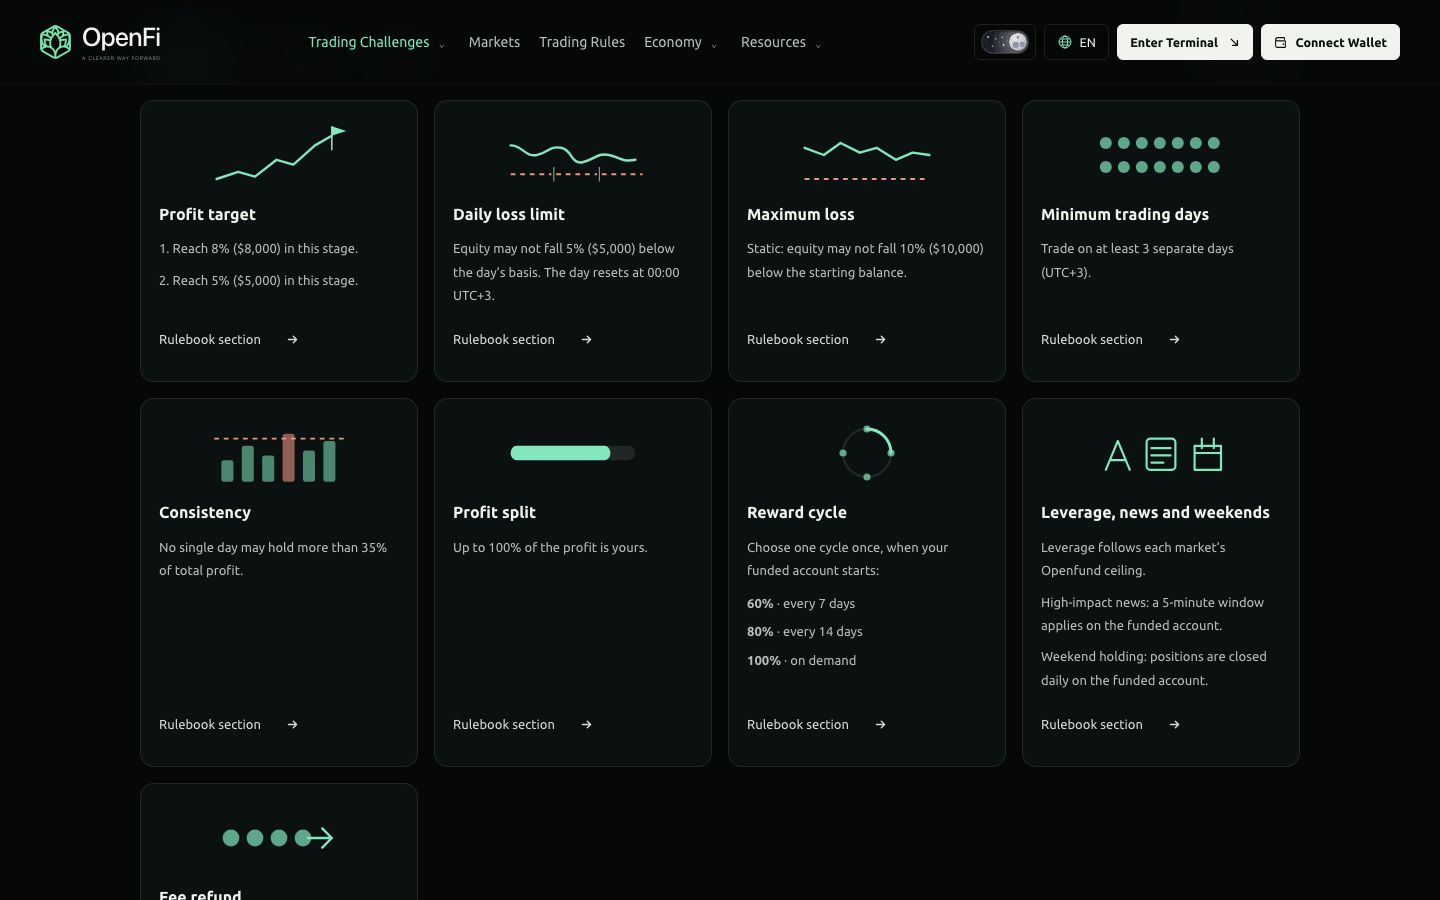 OpenFi
A CLEARER WAY FORWARD
Trading Challenges
Markets
Trading Rules
Economy
Resources
EN
Enter Terminal
Connect Wallet
Profit target
1. Reach 8% ($8,000) in this stage.
2. Reach 5% ($5,000) in this stage.
Rulebook section
Daily loss limit
Equity may not fall 5% ($5,000) below
the day’s basis. The day resets at 00:00
UTC+3.
Rulebook section
Maximum loss
Static: equity may not fall 10% ($10,000)
below the starting balance.
Rulebook section
Minimum trading days
Trade on at least 3 separate days
(UTC+3).
Rulebook section
Consistency
No single day may hold more than 35%
of total profit.
Rulebook section
Profit split
Up to 100% of the profit is yours.
Rulebook section
Reward cycle
Choose one cycle once, when your
funded account starts:
60% · every 7 days
80% · every 14 days
100% · on demand
Rulebook section
Leverage, news and weekends
Leverage follows each market’s
Openfund ceiling.
High-impact news: a 5-minute window
applies on the funded account.
Weekend holding: positions are closed
daily on the funded account.
Rulebook section
Fee refund